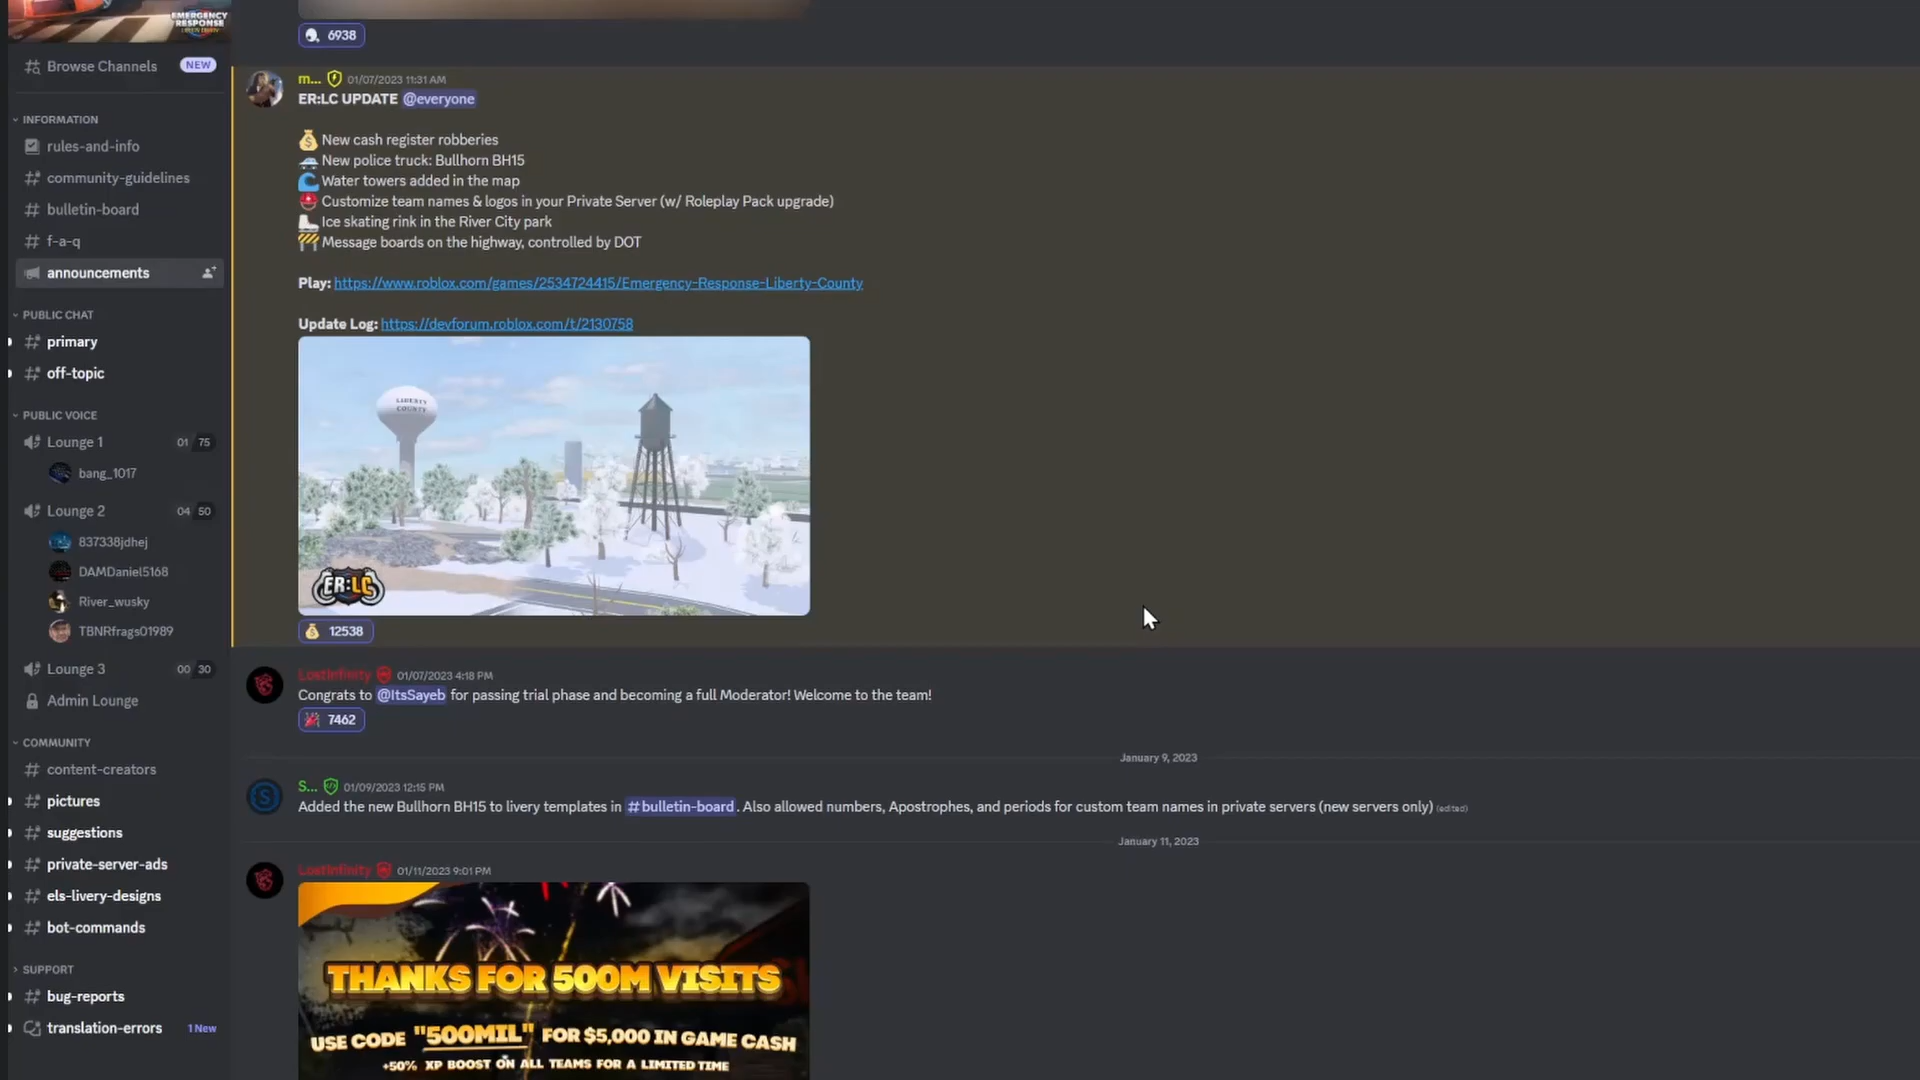 EMERGENCY
RESPONSE
LIBERTY COUNTY
Browse Channels NEW
INFORMATION
rules-and-info
community-guidelines
bulletin-board
f-a-q
announcements
PUBLIC CHAT
primary
off-topic
PUBLIC VOICE
Lounge 1 01 75
bang_1017
Lounge 2 04 50
837338jdhej
DAMDaniel5168
River_wusky
TBNRfrags01989
Lounge 3 00 30
Admin Lounge
COMMUNITY
content-creators
pictures
suggestions
private-server-ads
els-livery-designs
bot-commands
SUPPORT
bug-reports
translation-errors 1 New
6938
m... 01/07/2023 11:31 AM
ER:LC UPDATE @everyone
New cash register robberies
New police truck: Bullhorn BH15
Water towers added in the map
Customize team names & logos in your Private Server (w/ Roleplay Pack upgrade)
Ice skating rink in the River City park
Message boards on the highway, controlled by DOT
Play: https://www.roblox.com/games/2534724415/Emergency-Response-Liberty-County
Update Log: https://devforum.roblox.com/t/2130758
LIBERTY
COUNTY
ER:LC
12538
LostInfinity 01/07/2023 4:18 PM
Congrats to @ItsSayeb for passing trial phase and becoming a full Moderator! Welcome to the team!
7462
January 9, 2023
S... 01/09/2023 12:15 PM
Added the new Bullhorn BH15 to livery templates in #bulletin-board. Also allowed numbers, Apostrophes, and periods for custom team names in private servers (new servers only) (edited)
January 11, 2023
LostInfinity 01/11/2023 9:01 PM
THANKS FOR 500M VISITS
USE CODE "500MIL" FOR $5,000 IN GAME CASH
+50% XP BOOST ON ALL TEAMS FOR A LIMITED TIME